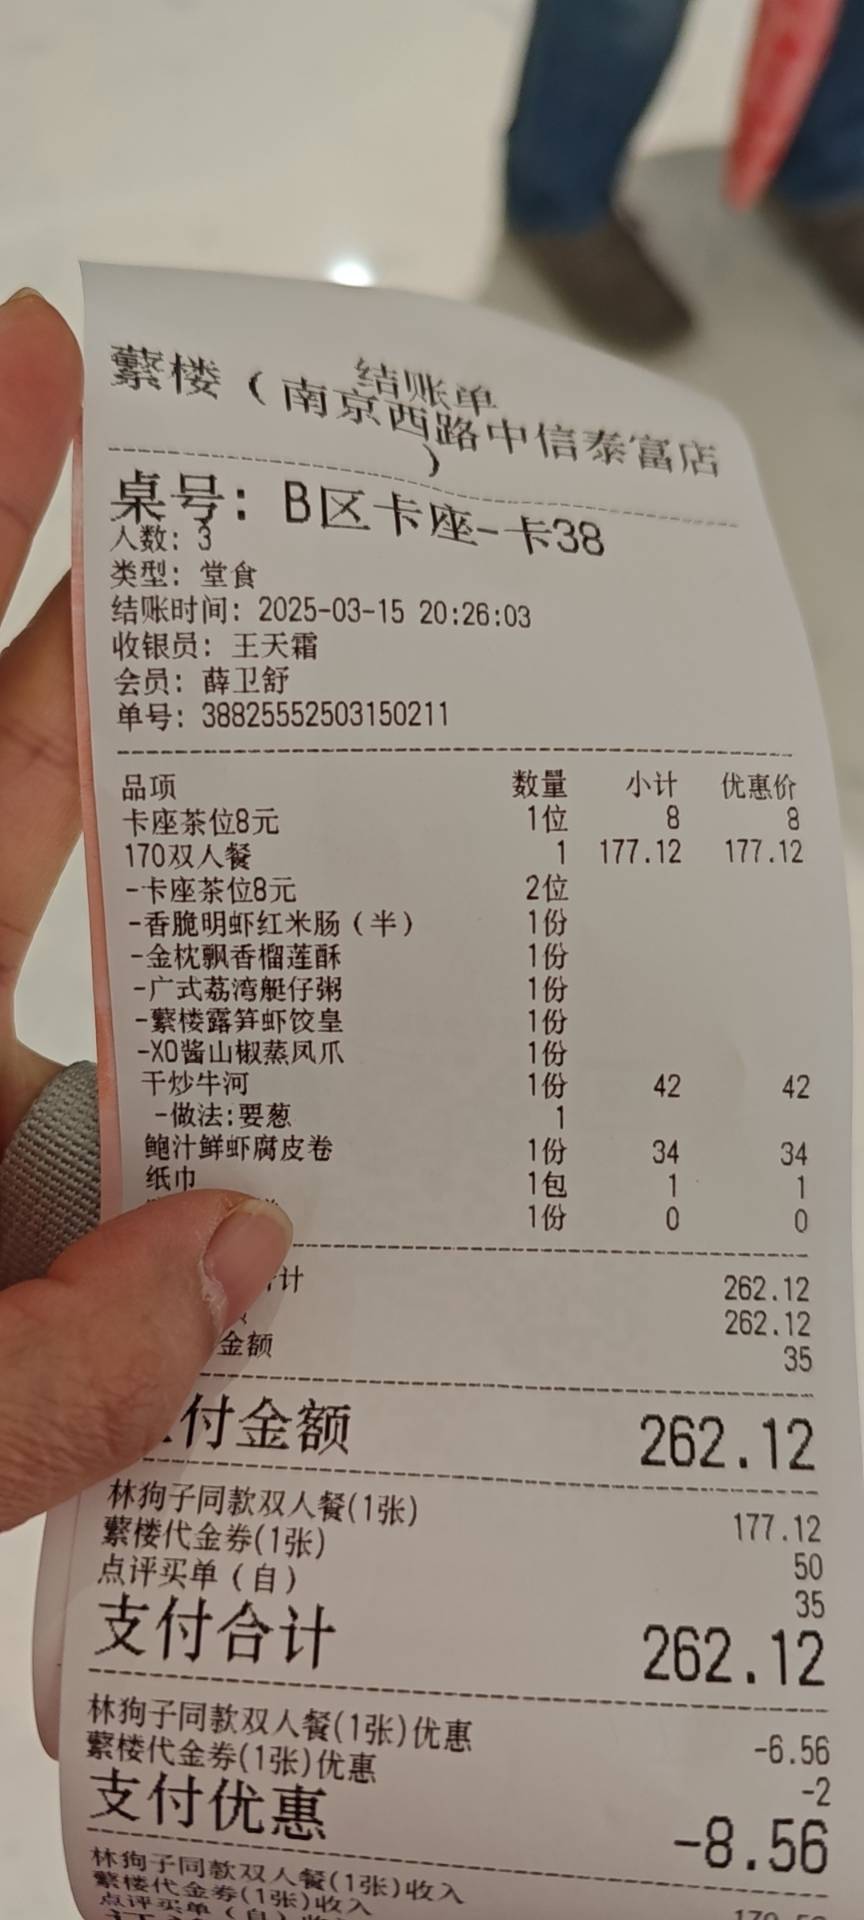 结账单
蘩楼（南京西路中信泰富店
）
桌号: B区卡座-卡38
人数: 3
类型: 堂食
结账时间: 2025-03-15 20:26:03
收银员: 王天霜
会员: 薛卫舒
单号: 388255552503150211
品项 数量 小计 优惠价
卡座茶位8元 1位 8 8
170双人餐 1 177.12 177.12
-卡座茶位8元 2位
-香脆明虾红米肠（半） 1份
-金枕飘香榴莲酥 1份
-广式荔湾艇仔粥 1份
-蘩楼露笋虾饺皇 1份
-XO酱山椒蒸凤爪 1份
干炒牛河 1份 42 42
-做法:要葱 1
鲍汁鲜虾腐皮卷 1份 34 34
纸巾 1包 1 1
1份 0 0
计 262.12
262.12
金额 35
付金额 262.12
林狗子同款双人餐(1张) 177.12
蘩楼代金券(1张) 50
点评买单（自） 35
支付合计 262.12
林狗子同款双人餐(1张)优惠 -6.56
蘩楼代金券(1张)优惠 -2
支付优惠 -8.56
林狗子同款双人餐(1张)收入
蘩楼代金券(1张)收入
点评买单（自）